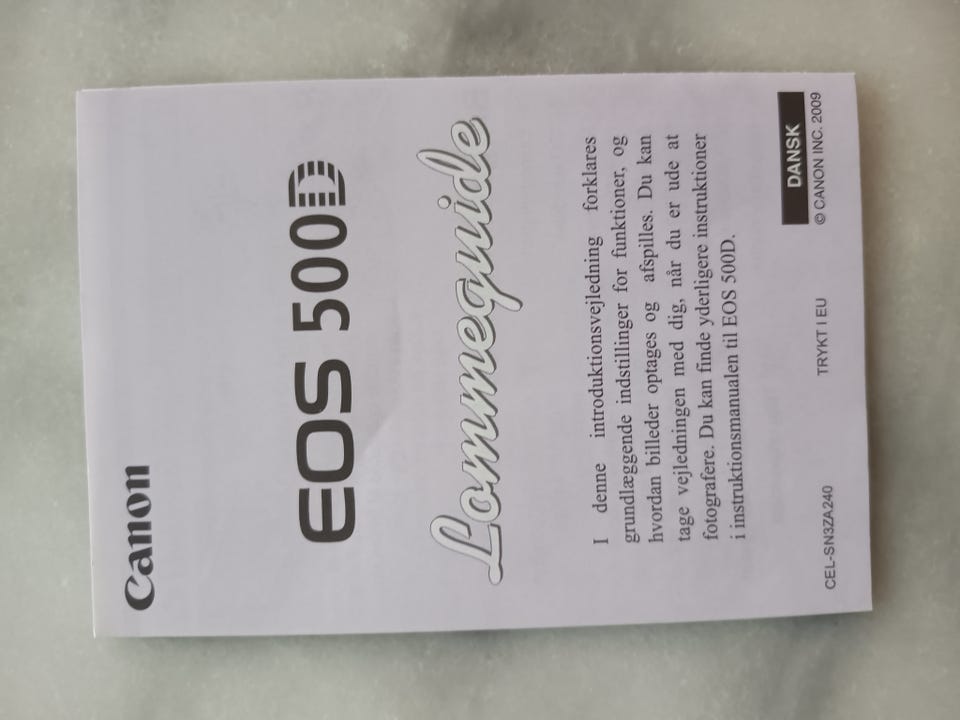 Canon
EOS 500D
Lommeguide
I denne introduktionsvejledning forklares
grundlæggende indstillinger for funktioner, og
hvordan billeder optages og afspilles. Du kan
tage vejledningen med dig, når du er ude at
fotografere. Du kan finde yderligere instruktioner
i instruktionsmanualen til EOS 500D.
DANSK
CEL-SN3ZA240 TRYKT I EU © CANON INC. 2009